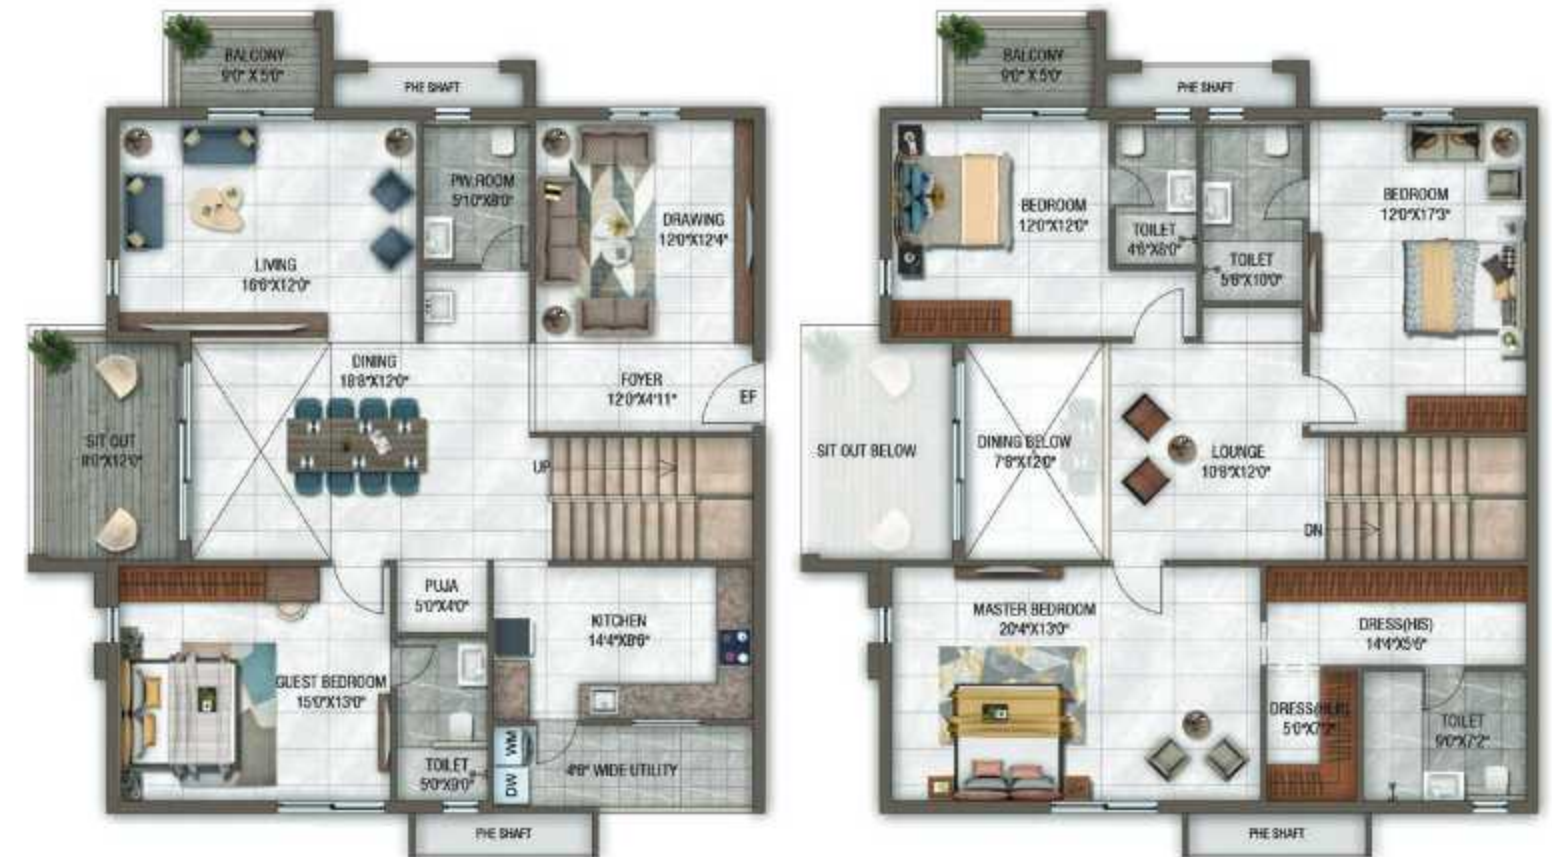 BALCONY
9'0" X 5'0"
PHE SHAFT
PW.ROOM
5'10"X8'0"
DRAWING
12'0"X12'4"
LIVING
16'6"X12'0"
DINING
18'8"X12'0"
FOYER
12'0"X4'11"
EF
SIT OUT
8'0"X12'0"
UP
PUJA
5'0"X4'0"
KITCHEN
14'4"X8'6"
GUEST BEDROOM
15'0"X13'0"
TOILET
5'0"X9'0"
WM
DW
4'6" WIDE UTILITY
PHE SHAFT
BALCONY
9'0" X 5'0"
PHE SHAFT
BEDROOM
12'0"X12'0"
TOILET
4'6"X8'0"
TOILET
5'6"X10'0"
BEDROOM
12'0"X17'3"
SIT OUT BELOW
DINING BELOW
7'8"X12'0"
LOUNGE
10'8"X12'0"
DN
MASTER BEDROOM
20'4"X13'0"
DRESS(HIS)
14'4"X5'6"
DRESS
5'0"X7'2"
TOILET
9'0"X7'2"
PHE SHAFT